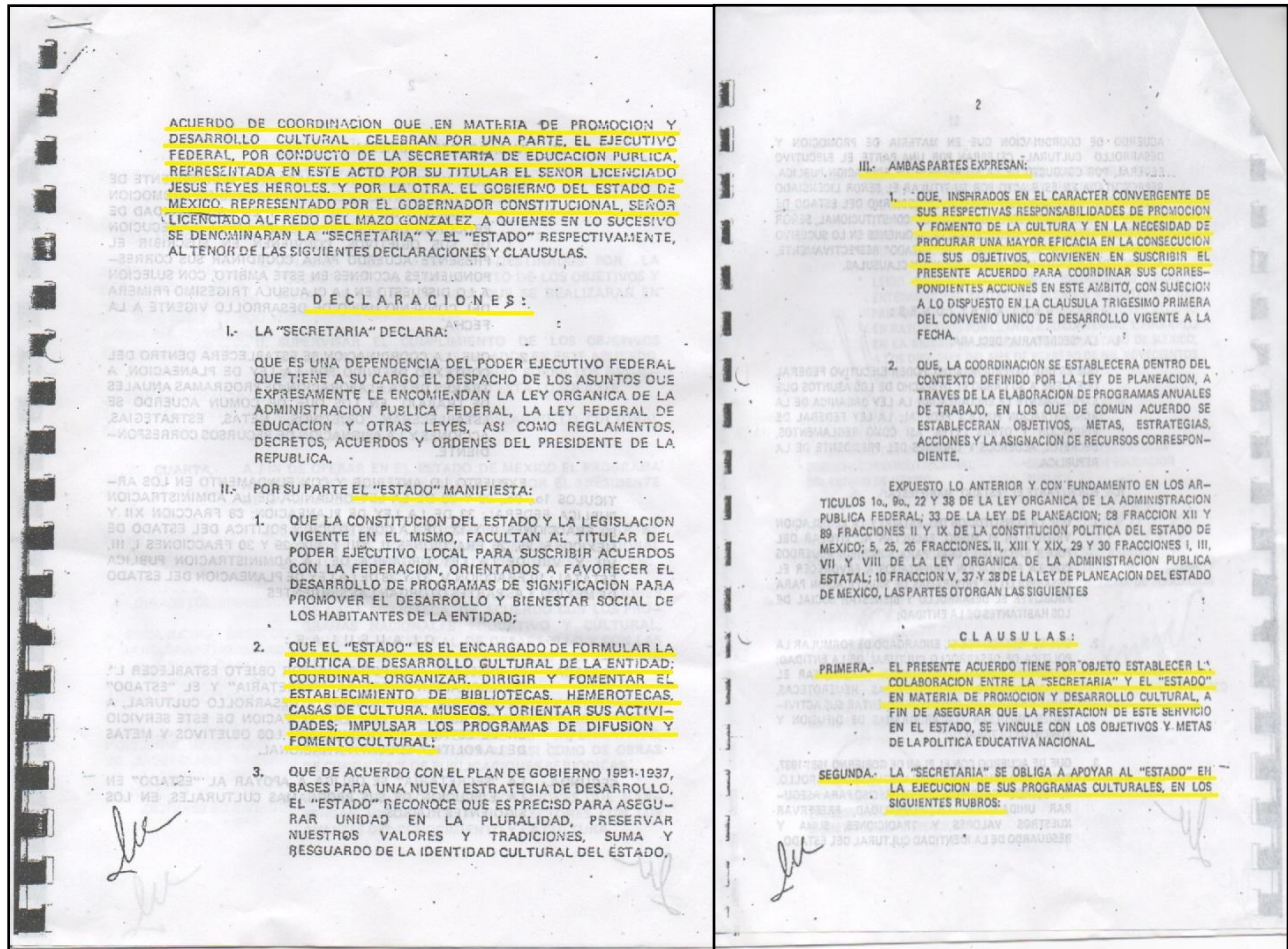 ACUERDO DE COORDINACION QUE EN MATERIA DE PROMOCION Y
DESARROLLO CULTURAL CELEBRAN POR UNA PARTE, EL EJECUTIVO
FEDERAL, POR CONDUCTO DE LA SECRETARIA DE EDUCACION PUBLICA,
REPRESENTADA EN ESTE ACTO POR SU TITULAR EL SEÑOR LICENCIADO
JESUS REYES HEROLES, Y POR LA OTRA, EL GOBIERNO DEL ESTADO DE
MEXICO, REPRESENTADO POR EL GOBERNADOR CONSTITUCIONAL, SEÑOR
LICENCIADO ALFREDO DEL MAZO GONZALEZ, A QUIENES EN LO SUCESIVO
SE DENOMINARAN LA "SECRETARIA" Y EL "ESTADO" RESPECTIVAMENTE,
AL TENOR DE LAS SIGUIENTES DECLARACIONES Y CLAUSULAS.
DECLARACIONES:
I.- LA "SECRETARIA" DECLARA:
QUE ES UNA DEPENDENCIA DEL PODER EJECUTIVO FEDERAL
QUE TIENE A SU CARGO EL DESPACHO DE LOS ASUNTOS QUE
EXPRESAMENTE LE ENCOMIENDAN LA LEY ORGANICA DE LA
ADMINISTRACION PUBLICA FEDERAL, LA LEY FEDERAL DE
EDUCACION Y OTRAS LEYES, ASI COMO REGLAMENTOS,
DECRETOS, ACUERDOS Y ORDENES DEL PRESIDENTE DE LA
REPUBLICA.
II.- POR SU PARTE EL "ESTADO" MANIFIESTA:
1. QUE LA CONSTITUCION DEL ESTADO Y LA LEGISLACION
VIGENTE EN EL MISMO, FACULTAN AL TITULAR DEL
PODER EJECUTIVO LOCAL PARA SUSCRIBIR ACUERDOS
CON LA FEDERACION, ORIENTADOS A FAVORECER EL
DESARROLLO DE PROGRAMAS DE SIGNIFICACION PARA
PROMOVER EL DESARROLLO Y BIENESTAR SOCIAL DE
LOS HABITANTES DE LA ENTIDAD;
2. QUE EL "ESTADO" ES EL ENCARGADO DE FORMULAR LA
POLITICA DE DESARROLLO CULTURAL DE LA ENTIDAD;
COORDINAR, ORGANIZAR, DIRIGIR Y FOMENTAR EL
ESTABLECIMIENTO DE BIBLIOTECAS, HEMEROTECAS,
CASAS DE CULTURA, MUSEOS, Y ORIENTAR SUS ACTIVI-
DADES; IMPULSAR LOS PROGRAMAS DE DIFUSION Y
FOMENTO CULTURAL;
3. QUE DE ACUERDO CON EL PLAN DE GOBIERNO 1981-1937,
BASES PARA UNA NUEVA ESTRATEGIA DE DESARROLLO,
EL "ESTADO" RECONOCE QUE ES PRECISO PARA ASEGU-
RAR UNIDAD EN LA PLURALIDAD, PRESERVAR
NUESTROS VALORES Y TRADICIONES, SUMA Y
RESGUARDO DE LA IDENTIDAD CULTURAL DEL ESTADO.
2
III.- AMBAS PARTES EXPRESAN:
1. QUE, INSPIRADOS EN EL CARACTER CONVERGENTE DE
SUS RESPECTIVAS RESPONSABILIDADES DE PROMOCION
Y FOMENTO DE LA CULTURA Y EN LA NECESIDAD DE
PROCURAR UNA MAYOR EFICACIA EN LA CONSECUCION
DE SUS OBJETIVOS, CONVIENEN EN SUSCRIBIR EL
PRESENTE ACUERDO PARA COORDINAR SUS CORRES-
PONDIENTES ACCIONES EN ESTE AMBITO, CON SUJECION
A LO DISPUESTO EN LA CLAUSULA TRIGESIMO PRIMERA
DEL CONVENIO UNICO DE DESARROLLO VIGENTE A LA
FECHA.
2. QUE, LA COORDINACION SE ESTABLECERA DENTRO DEL
CONTEXTO DEFINIDO POR LA LEY DE PLANEACION, A
TRAVES DE LA ELABORACION DE PROGRAMAS ANUALES
DE TRABAJO, EN LOS QUE DE COMUN ACUERDO SE
ESTABLECERAN OBJETIVOS, METAS, ESTRATEGIAS,
ACCIONES Y LA ASIGNACION DE RECURSOS CORRESPON-
DIENTE.
EXPUESTO LO ANTERIOR Y CON FUNDAMENTO EN LOS AR-
TICULOS 1o., 9o., 22 Y 38 DE LA LEY ORGANICA DE LA ADMINISTRACION
PUBLICA FEDERAL; 33 DE LA LEY DE PLANEACION; 88 FRACCION XII Y
89 FRACCIONES II Y IX DE LA CONSTITUCION POLITICA DEL ESTADO DE
MEXICO; 5, 25, 26 FRACCIONES II, XIII Y XIX, 29 Y 30 FRACCIONES I, III,
VII Y VIII DE LA LEY ORGANICA DE LA ADMINISTRACION PUBLICA
ESTATAL; 10 FRACCION V, 37 Y 38 DE LA LEY DE PLANEACION DEL ESTADO
DE MEXICO, LAS PARTES OTORGAN LAS SIGUIENTES
CLAUSULAS:
PRIMERA.- EL PRESENTE ACUERDO TIENE POR OBJETO ESTABLECER LA
COLABORACION ENTRE LA "SECRETARIA" Y EL "ESTADO"
EN MATERIA DE PROMOCION Y DESARROLLO CULTURAL, A
FIN DE ASEGURAR QUE LA PRESTACION DE ESTE SERVICIO
EN EL ESTADO, SE VINCULE CON LOS OBJETIVOS Y METAS
DE LA POLITICA EDUCATIVA NACIONAL.
SEGUNDA.- LA "SECRETARIA" SE OBLIGA A APOYAR AL "ESTADO" EN
LA EJECUCION DE SUS PROGRAMAS CULTURALES, EN LOS
SIGUIENTES RUBROS: